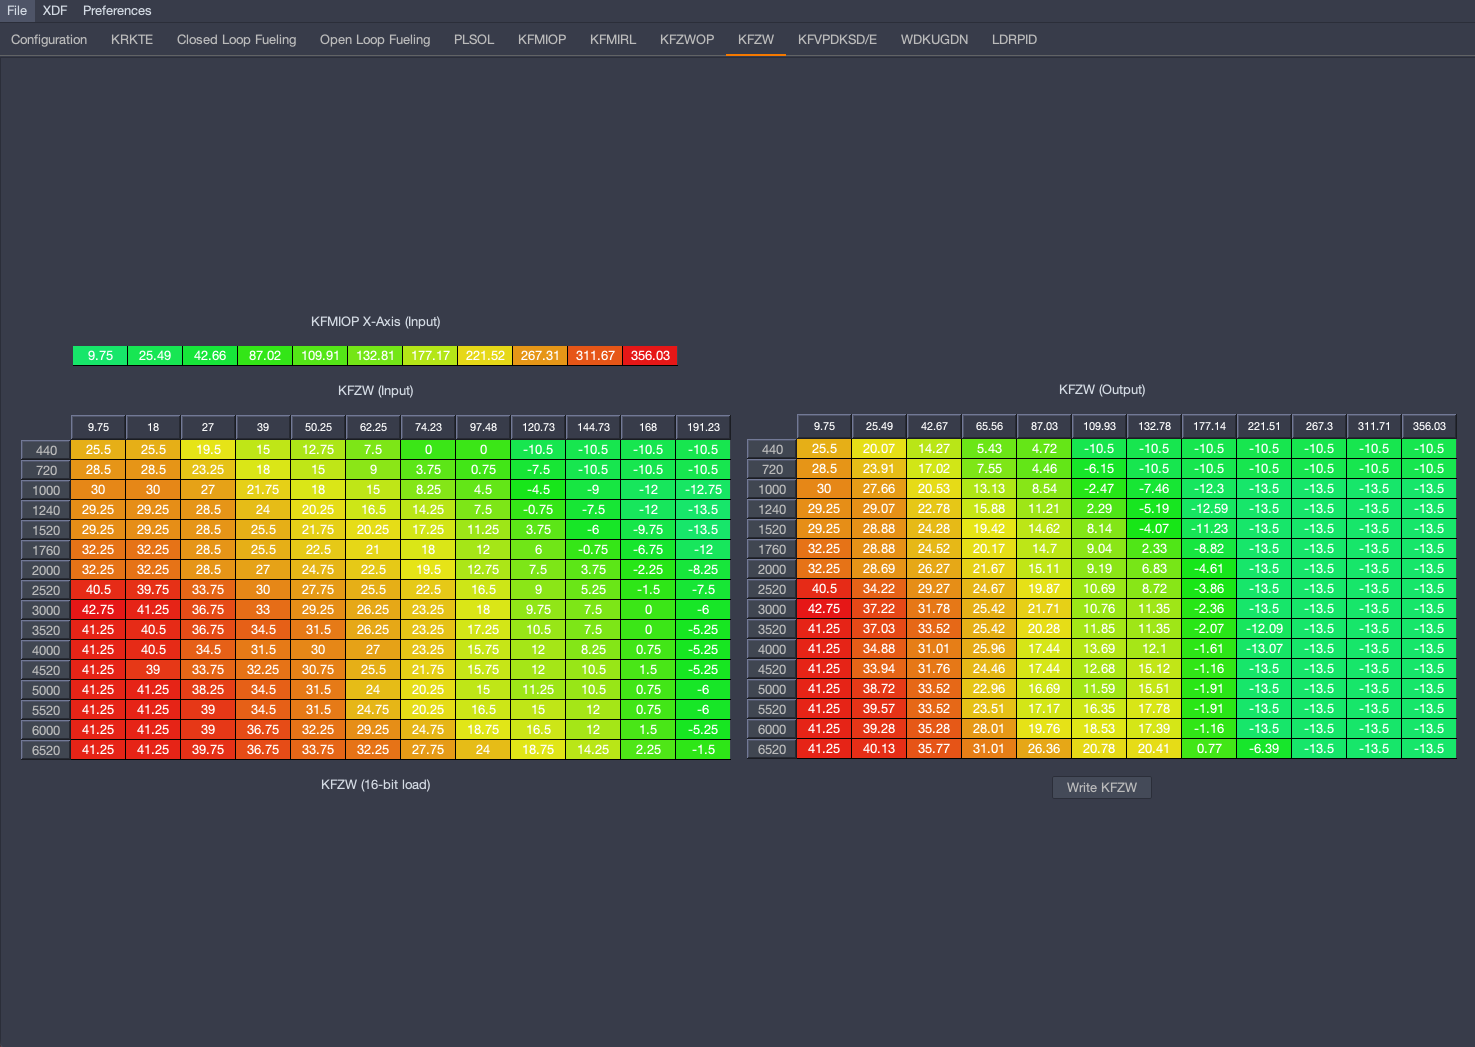 File XDF Preferences
Configuration KRKTE Closed Loop Fueling Open Loop Fueling PLSOL KFMIOP KFMIRL KFZWOP KFZW KFVPDKSD/E WDKUGDN LDRPID
KFMIOP X-Axis (Input)
9.75 25.49 42.66 87.02 109.91 132.81 177.17 221.52 267.31 311.67 356.03
KFZW (Input)
9.75 18 27 39 50.25 62.25 74.23 97.48 120.73 144.73 168 191.23
440 25.5 25.5 19.5 15 12.75 7.5 0 0 -10.5 -10.5 -10.5 -10.5
720 28.5 28.5 23.25 18 15 9 3.75 0.75 -7.5 -10.5 -10.5 -10.5
1000 30 30 27 21.75 18 15 8.25 4.5 -4.5 -9 -12 -12.75
1240 29.25 29.25 28.5 24 20.25 16.5 14.25 7.5 -0.75 -7.5 -12 -13.5
1520 29.25 29.25 28.5 25.5 21.75 20.25 17.25 11.25 3.75 -6 -9.75 -13.5
1760 32.25 32.25 28.5 25.5 22.5 21 18 12 6 -0.75 -6.75 -12
2000 32.25 32.25 28.5 27 24.75 22.5 19.5 12.75 7.5 3.75 -2.25 -8.25
2520 40.5 39.75 33.75 30 27.75 25.5 22.5 16.5 9 5.25 -1.5 -7.5
3000 42.75 41.25 36.75 33 29.25 26.25 23.25 18 9.75 7.5 0 -6
3520 41.25 40.5 36.75 34.5 31.5 26.25 23.25 17.25 10.5 7.5 0 -5.25
4000 41.25 40.5 34.5 31.5 30 27 23.25 15.75 12 8.25 0.75 -5.25
4520 41.25 39 33.75 32.25 30.75 25.5 21.75 15.75 12 10.5 1.5 -5.25
5000 41.25 41.25 38.25 34.5 31.5 24 20.25 15 11.25 10.5 0.75 -6
5520 41.25 41.25 39 34.5 31.5 24.75 20.25 16.5 15 12 0.75 -6
6000 41.25 41.25 39 36.75 32.25 29.25 24.75 18.75 16.5 12 1.5 -5.25
6520 41.25 41.25 39.75 36.75 33.75 32.25 27.75 24 18.75 14.25 2.25 -1.5
KFZW (16-bit load)
KFZW (Output)
9.75 25.49 42.67 65.56 87.03 109.93 132.78 177.14 221.51 267.3 311.71 356.03
440 25.5 20.07 14.27 5.43 4.72 -10.5 -10.5 -10.5 -10.5 -10.5 -10.5 -10.5
720 28.5 23.91 17.02 7.55 4.46 -6.15 -10.5 -10.5 -10.5 -10.5 -10.5 -10.5
1000 30 27.66 20.53 13.13 8.54 -2.47 -7.46 -12.3 -13.5 -13.5 -13.5 -13.5
1240 29.25 29.07 22.78 15.88 11.21 2.29 -5.19 -12.59 -13.5 -13.5 -13.5 -13.5
1520 29.25 28.88 24.28 19.42 14.62 8.14 -4.07 -11.23 -13.5 -13.5 -13.5 -13.5
1760 32.25 28.88 24.52 20.17 14.7 9.04 2.33 -8.82 -13.5 -13.5 -13.5 -13.5
2000 32.25 28.69 26.27 21.67 15.11 9.19 6.83 -4.61 -13.5 -13.5 -13.5 -13.5
2520 40.5 34.22 29.27 24.67 19.87 10.69 8.72 -3.86 -13.5 -13.5 -13.5 -13.5
3000 42.75 37.22 31.78 25.42 21.71 10.76 11.35 -2.36 -13.5 -13.5 -13.5 -13.5
3520 41.25 37.03 33.52 25.42 20.28 11.85 11.35 -2.07 -12.09 -13.5 -13.5 -13.5
4000 41.25 34.88 31.01 25.96 17.44 13.69 12.1 -1.61 -13.07 -13.5 -13.5 -13.5
4520 41.25 33.94 31.76 24.46 17.44 12.68 15.12 -1.16 -13.5 -13.5 -13.5 -13.5
5000 41.25 38.72 33.52 22.96 16.69 11.59 15.51 -1.91 -13.5 -13.5 -13.5 -13.5
5520 41.25 39.57 33.52 23.51 17.17 16.35 17.78 -1.91 -13.5 -13.5 -13.5 -13.5
6000 41.25 39.28 35.28 28.01 19.76 18.53 17.39 -1.16 -13.5 -13.5 -13.5 -13.5
6520 41.25 40.13 35.77 31.01 26.36 20.78 20.41 0.77 -6.39 -13.5 -13.5 -13.5
Write KFZW